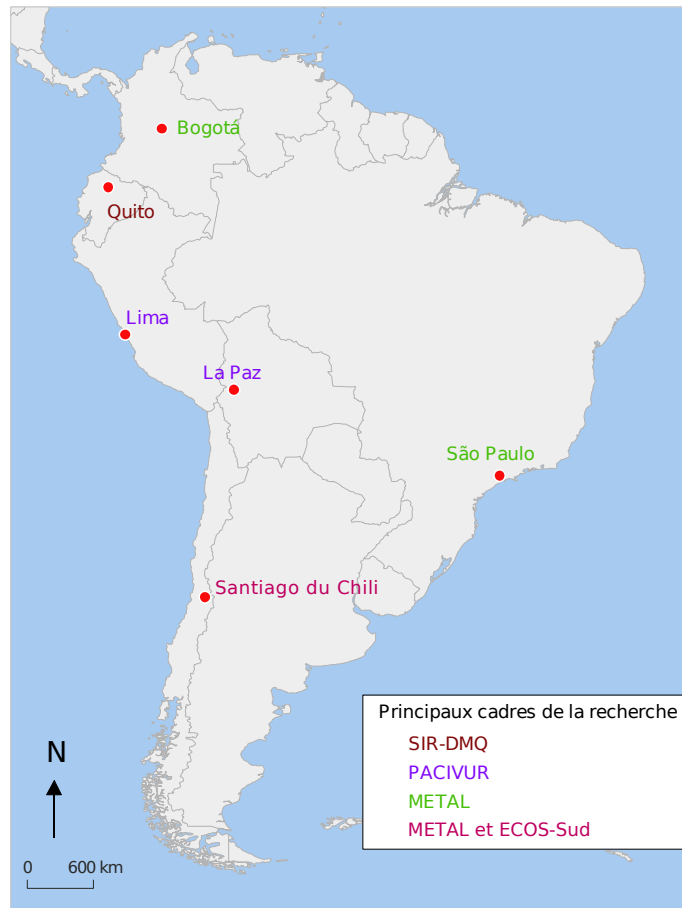 Bogotá
Quito
Lima
La Paz
São Paulo
Santiago du Chili
Principaux cadres de la recherche
SIR-DMQ
PACIVUR
METAL
METAL et ECOS-Sud
N
0 600 km